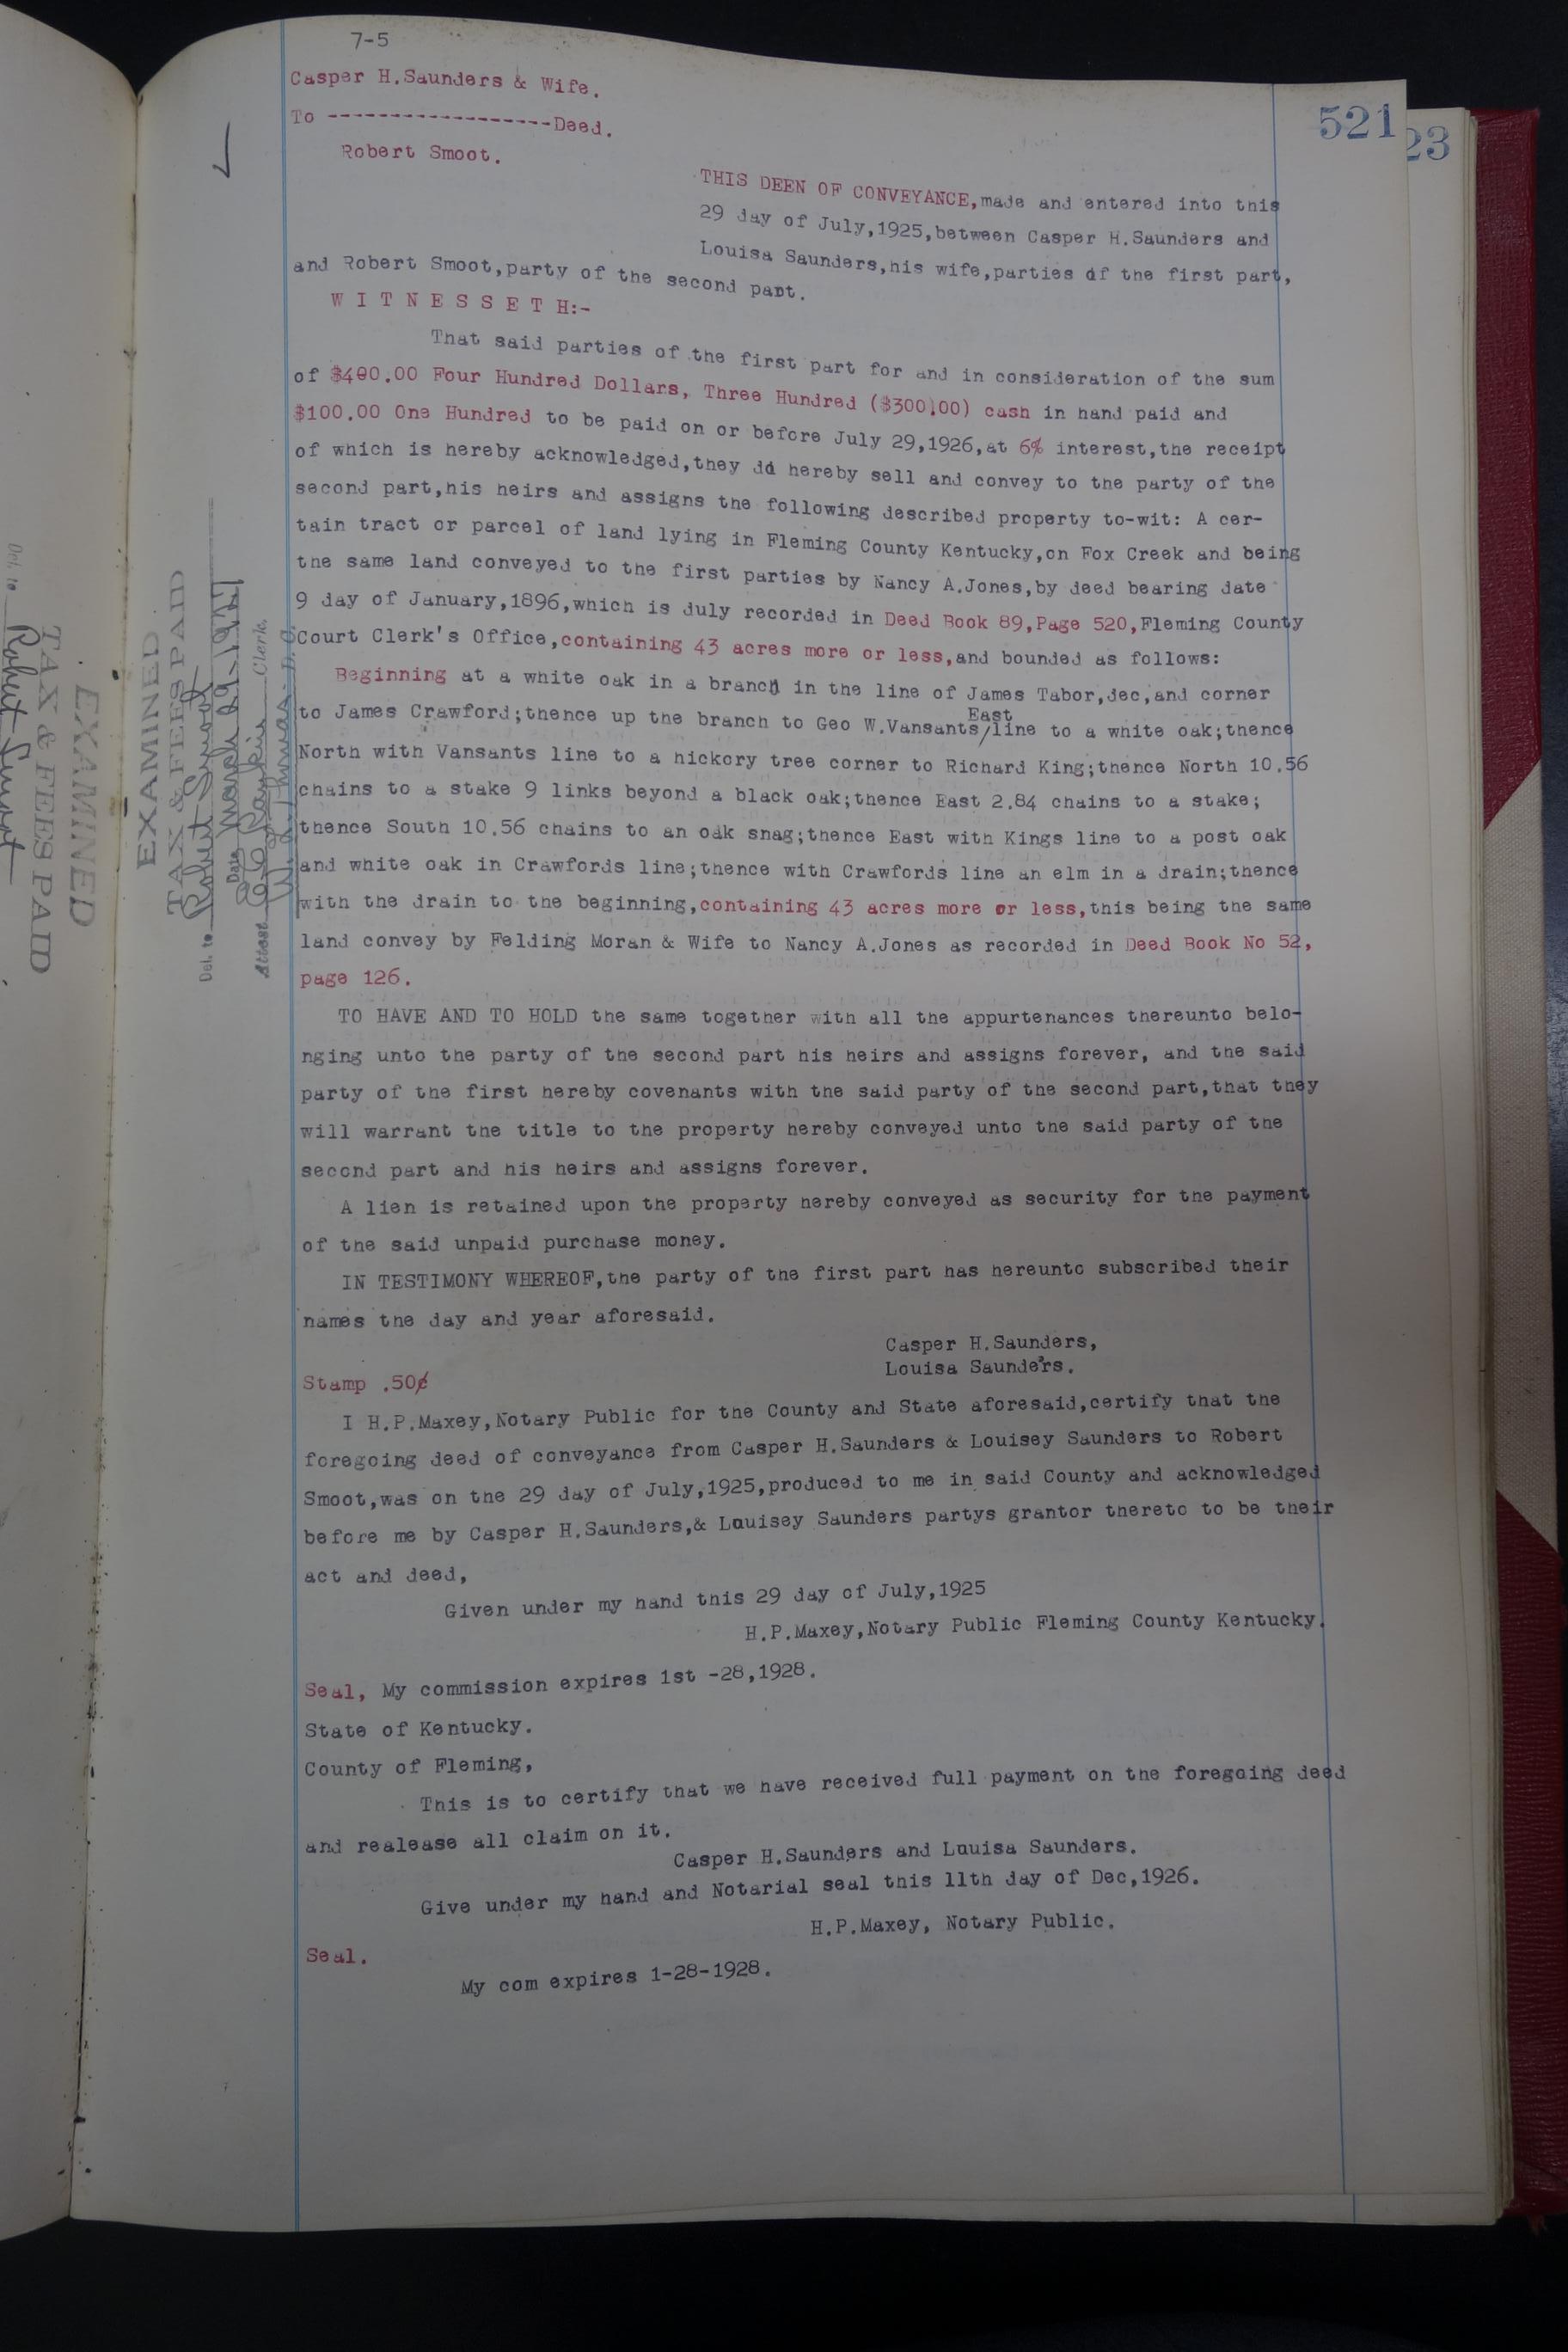 7-5
521
23
Casper H.Saunders & Wife.
To ------------------Deed.
Robert Smoot.
THIS DEEN OF CONVEYANCE,made and entered into this
29 day of July,1925,between Casper H.Saunders and
Louisa Saunders,his wife,parties of the first part,
and Robert Smoot,party of the second part.
W I T N E S S E T H:-
That said parties of the first part for and in consideration of the sum
of $400.00 Four Hundred Dollars, Three Hundred ($300.00) cash in hand paid and
$100.00 One Hundred to be paid on or before July 29,1926,at 6% interest,the receipt
of which is hereby acknowledged,they do hereby sell and convey to the party of the
second part,his heirs and assigns the following described property to-wit: A cer-
tain tract or parcel of land lying in Fleming County Kentucky,on Fox Creek and being
the same land conveyed to the first parties by Nancy A.Jones,by deed bearing date
9 day of January,1896,which is duly recorded in Deed Book 89,Page 520,Fleming County
Court Clerk's Office,containing 43 acres more or less,and bounded as follows:
Beginning at a white oak in a branch in the line of James Tabor,dec,and corner
to James Crawford;thence up the branch to Geo W.Vansants/East line to a white oak;thence
North with Vansants line to a hickory tree corner to Richard King;thence North 10.56
chains to a stake 9 links beyond a black oak;thence East 2.84 chains to a stake;
thence South 10.56 chains to an oak snag;thence East with Kings line to a post oak
and white oak in Crawfords line;thence with Crawfords line an elm in a drain;thence
with the drain to the beginning,containing 43 acres more or less,this being the same
land convey by Felding Moran & Wife to Nancy A.Jones as recorded in Deed Book No 52,
page 126.
TO HAVE AND TO HOLD the same together with all the appurtenances thereunto belo-
nging unto the party of the second part his heirs and assigns forever, and the said
party of the first hereby covenants with the said party of the second part,that they
will warrant the title to the property hereby conveyed unto the said party of the
second part and his heirs and assigns forever.
A lien is retained upon the property hereby conveyed as security for the payment
of the said unpaid purchase money.
IN TESTIMONY WHEREOF,the party of the first part has hereunto subscribed their
names the day and year aforesaid.
Casper H.Saunders,
Louisa Saunders.
Stamp .50¢
I H.P.Maxey,Notary Public for the County and State aforesaid,certify that the
foregoing deed of conveyance from Casper H.Saunders & Louisey Saunders to Robert
Smoot,was on the 29 day of July,1925,produced to me in said County and acknowledged
before me by Casper H.Saunders,& Louisey Saunders partys grantor thereto to be their
act and deed,
Given under my hand this 29 day of July,1925
H.P.Maxey,Notary Public Fleming County Kentucky.
Seal, My commission expires 1st -28,1928.
State of Kentucky.
County of Fleming,
This is to certify that we have received full payment on the foregoing deed
and realease all claim on it.
Casper H.Saunders and Louisa Saunders.
Give under my hand and Notarial seal this 11th day of Dec,1926.
H.P.Maxey, Notary Public.
Seal.
My com expires 1-28-1928.
EXAMINED
TAX & FEES PAID
Del. to Robert Smoot
Date March 29-1927
Attest Clerk.
EXAMINED
TAX & FEES PAID
Del. to Robert Smoot